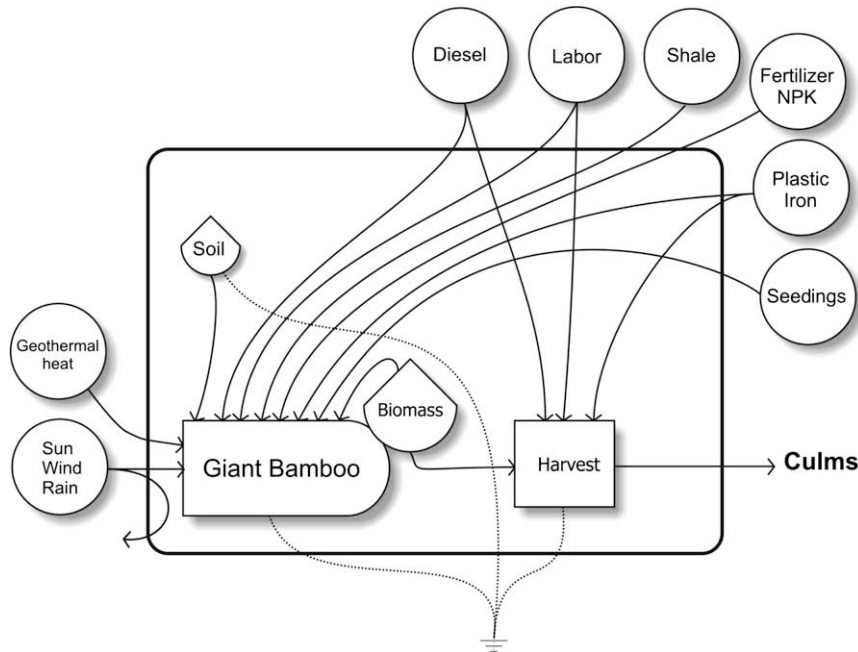 Diesel
Labor
Shale
Fertilizer
NPK
Plastic
Iron
Seedings
Soil
Geothermal
heat
Sun
Wind
Rain
Giant Bamboo
Biomass
Harvest
Culms